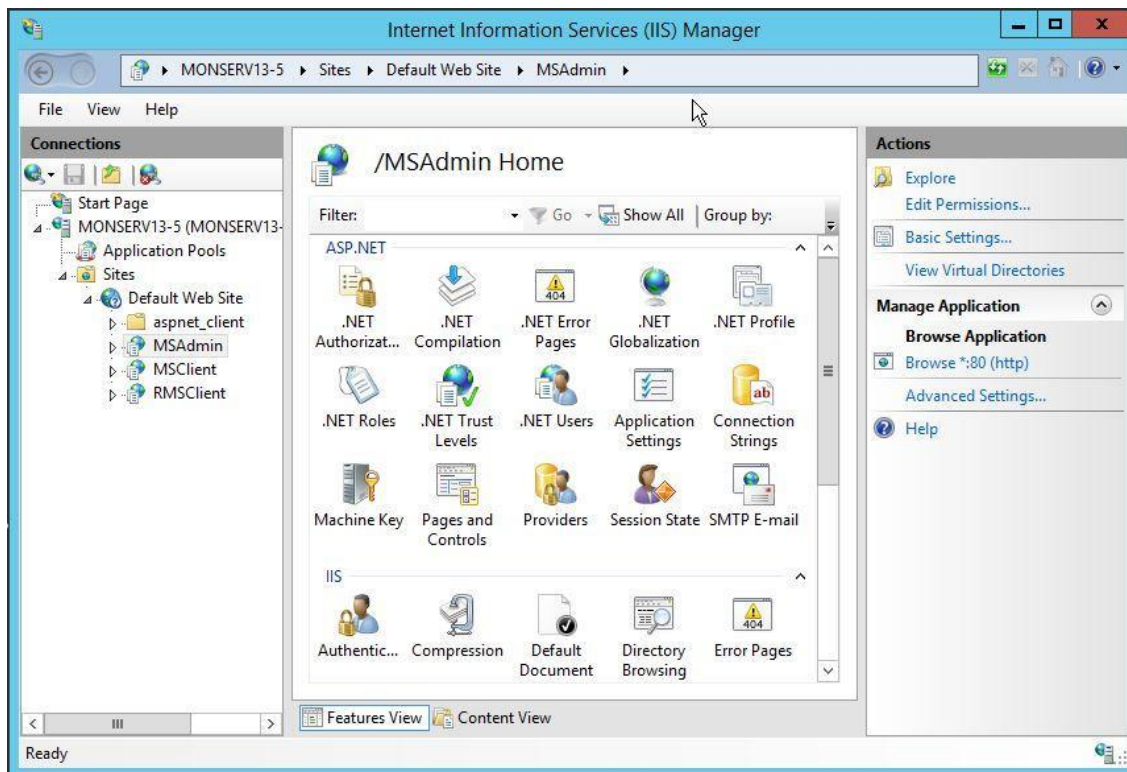 Internet Information Services (IIS) Manager
MONSERV13-5 Sites Default Web Site MSAdmin
File View Help
Connections
Start Page
MONSERV13-5 (MONSERV13-
Application Pools
Sites
Default Web Site
aspnet_client
MSAdmin
MSClient
RMSClient
/MSAdmin Home
Filter: Go Show All Group by:
ASP.NET
.NET Authorizat...
.NET Compilation
.NET Error Pages
.NET Globalization
.NET Profile
.NET Roles
.NET Trust Levels
.NET Users
Application Settings
Connection Strings
Machine Key
Pages and Controls
Providers
Session State
SMTP E-mail
IIS
Authentic...
Compression
Default Document
Directory Browsing
Error Pages
404
ab
404
Features View Content View
Actions
Explore
Edit Permissions...
Basic Settings...
View Virtual Directories
Manage Application
Browse Application
Browse *:80 (http)
Advanced Settings...
Help
Ready